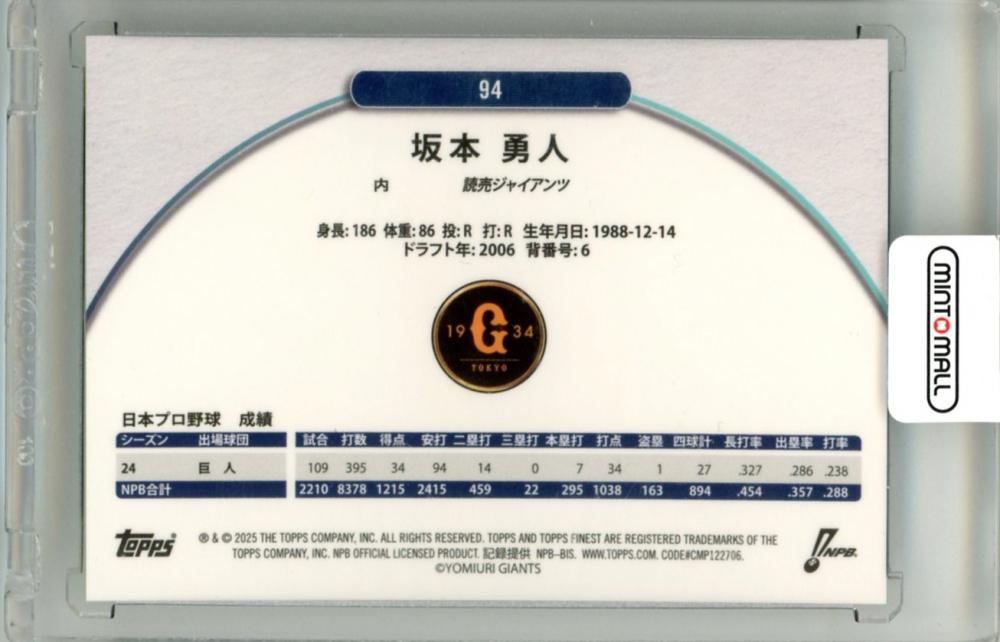 94
坂本 勇人
内 読売ジャイアンツ
身長: 186 体重: 86 投: R 打: R 生年月日: 1988-12-14
ドラフト年: 2006 背番号: 6
19 G 34
TOKYO
MINTOMALL
日本プロ野球 成績
シーズン 出場球団 試合 打数 得点 安打 二塁打 三塁打 本塁打 打点 盗塁 四球計 長打率 出塁率 打率
24 巨人 109 395 34 94 14 0 7 34 1 27 .327 .286 .238
NPB合計 2210 8378 1215 2415 459 22 295 1038 163 894 .454 .357 .288
topps
® & © 2025 THE TOPPS COMPANY, INC. ALL RIGHTS RESERVED. TOPPS AND TOPPS FINEST ARE REGISTERED TRADEMARKS OF THE
TOPPS COMPANY, INC. NPB OFFICIAL LICENSED PRODUCT. 記録提供 NPB-BIS. WWW.TOPPS.COM. CODE#CMP122706.
©YOMIURI GIANTS
NPB.